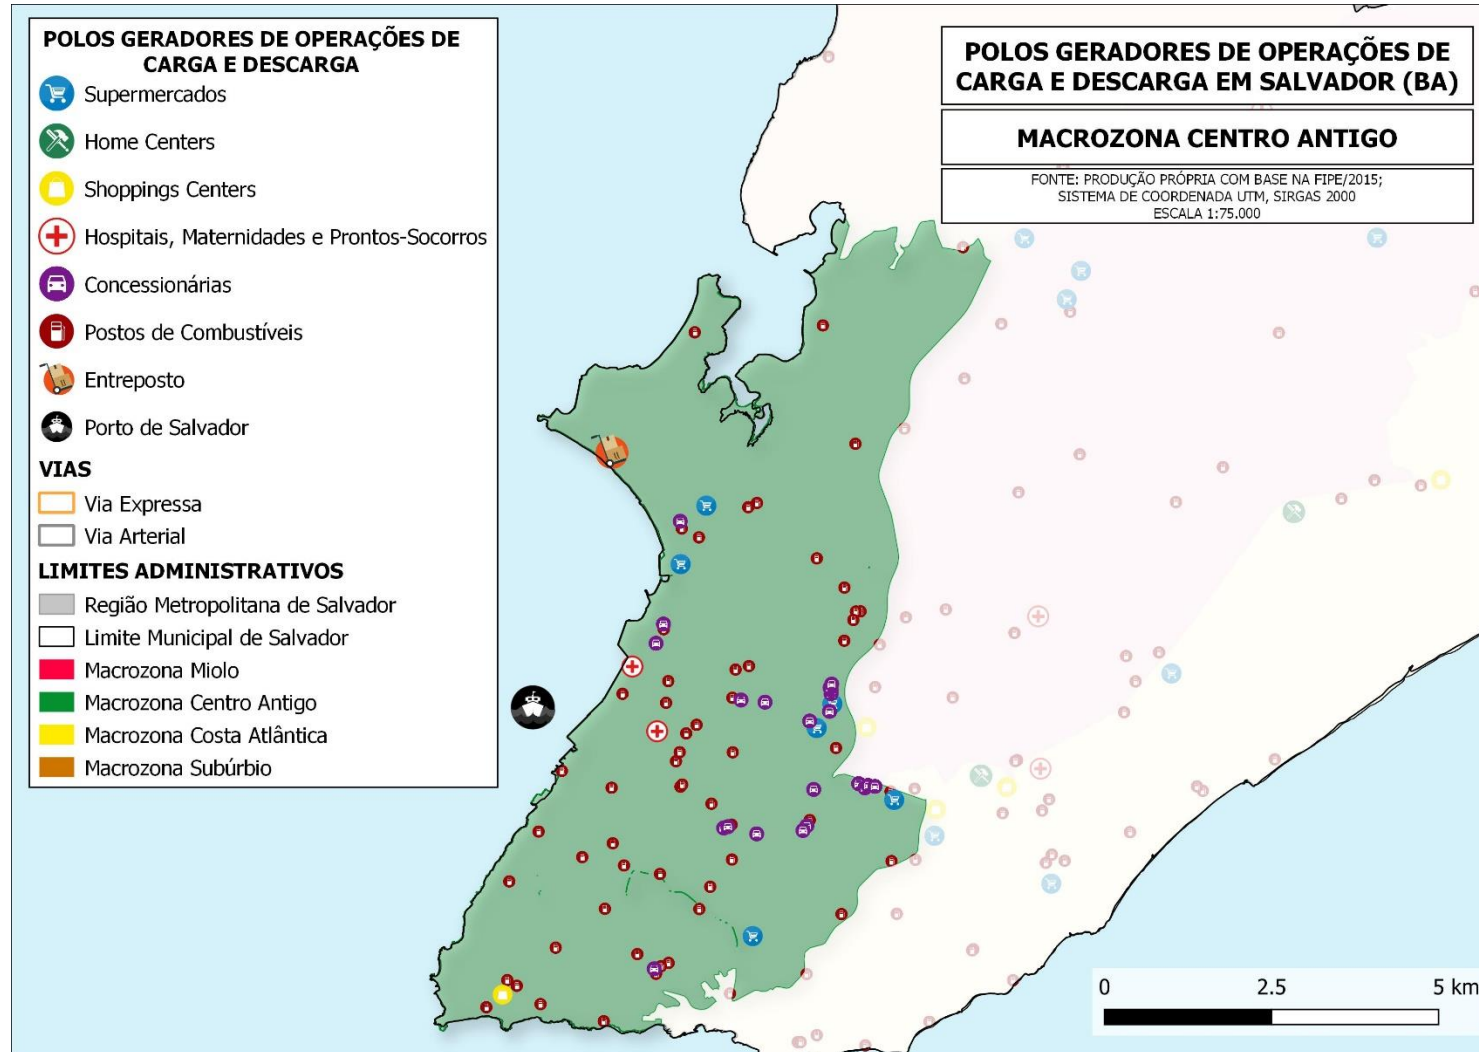 POLOS GERADORES DE OPERAÇÕES DE
CARGA E DESCARGA
Supermercados
Home Centers
Shoppings Centers
Hospitais, Maternidades e Prontos-Socorros
Concessionárias
Postos de Combustíveis
Entreposto
Porto de Salvador
VIAS
Via Expressa
Via Arterial
LIMITES ADMINISTRATIVOS
Região Metropolitana de Salvador
Limite Municipal de Salvador
Macrozona Miolo
Macrozona Centro Antigo
Macrozona Costa Atlântica
Macrozona Subúrbio
POLOS GERADORES DE OPERAÇÕES DE
CARGA E DESCARGA EM SALVADOR (BA)
MACROZONA CENTRO ANTIGO
FONTE: PRODUÇÃO PRÓPRIA COM BASE NA FIPE/2015;
SISTEMA DE COORDENADA UTM, SIRGAS 2000
ESCALA 1:75.000
0 2.5 5 km